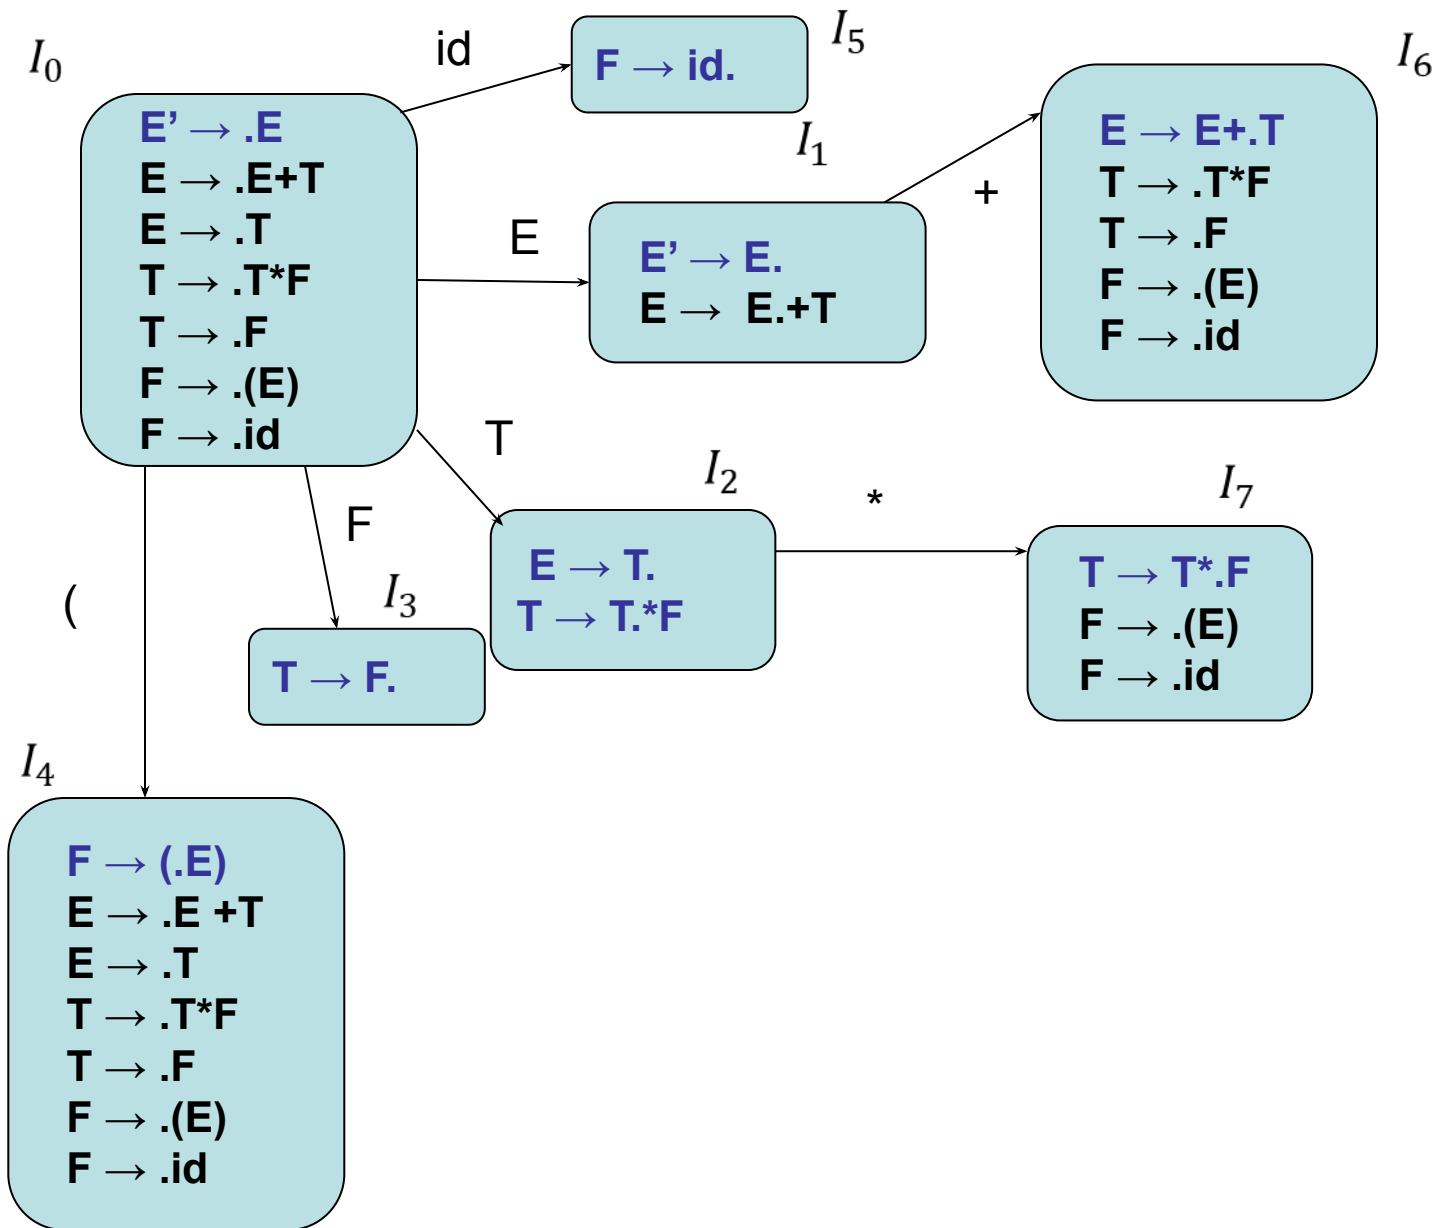 I₀
E’ → .E
E → .E+T
E → .T
T → .T*F
T → .F
F → .(E)
F → .id
id
I₅
F → id.
E
I₁
E’ → E.
E → E.+T
+
I₆
E → E+.T
T → .T*F
T → .F
F → .(E)
F → .id
T
I₂
E → T.
T → T.*F
*
I₇
T → T*.F
F → .(E)
F → .id
F
I₃
T → F.
(
I₄
F → (.E)
E → .E +T
E → .T
T → .T*F
T → .F
F → .(E)
F → .id